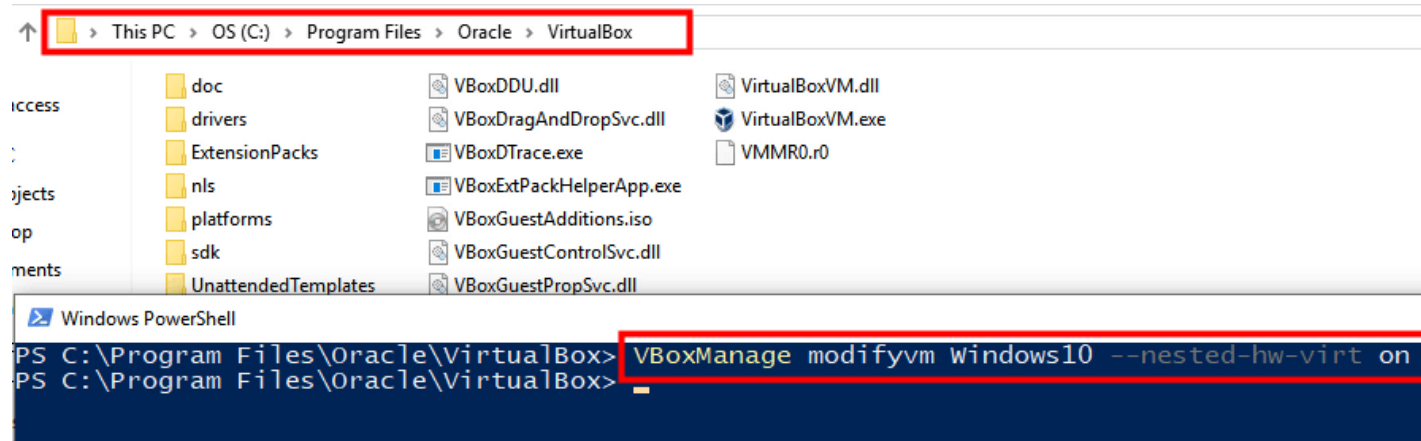 This PC > OS (C:) > Program Files > Oracle > VirtualBox
doc VBoxDDU.dll VirtualBoxVM.dll
access
drivers VBoxDragAndDropSvc.dll VirtualBoxVM.exe
ExtensionPacks VBoxDTrace.exe VMMR0.r0
nls VBoxExtPackHelperApp.exe
jects
platforms VBoxGuestAdditions.iso
op
sdk VBoxGuestControlSvc.dll
ments
UnattendedTemplates VBoxGuestPropSvc.dll
Windows PowerShell
PS C:\Program Files\Oracle\VirtualBox> VBoxManage modifyvm Windows10 --nested-hw-virt on
PS C:\Program Files\Oracle\VirtualBox>